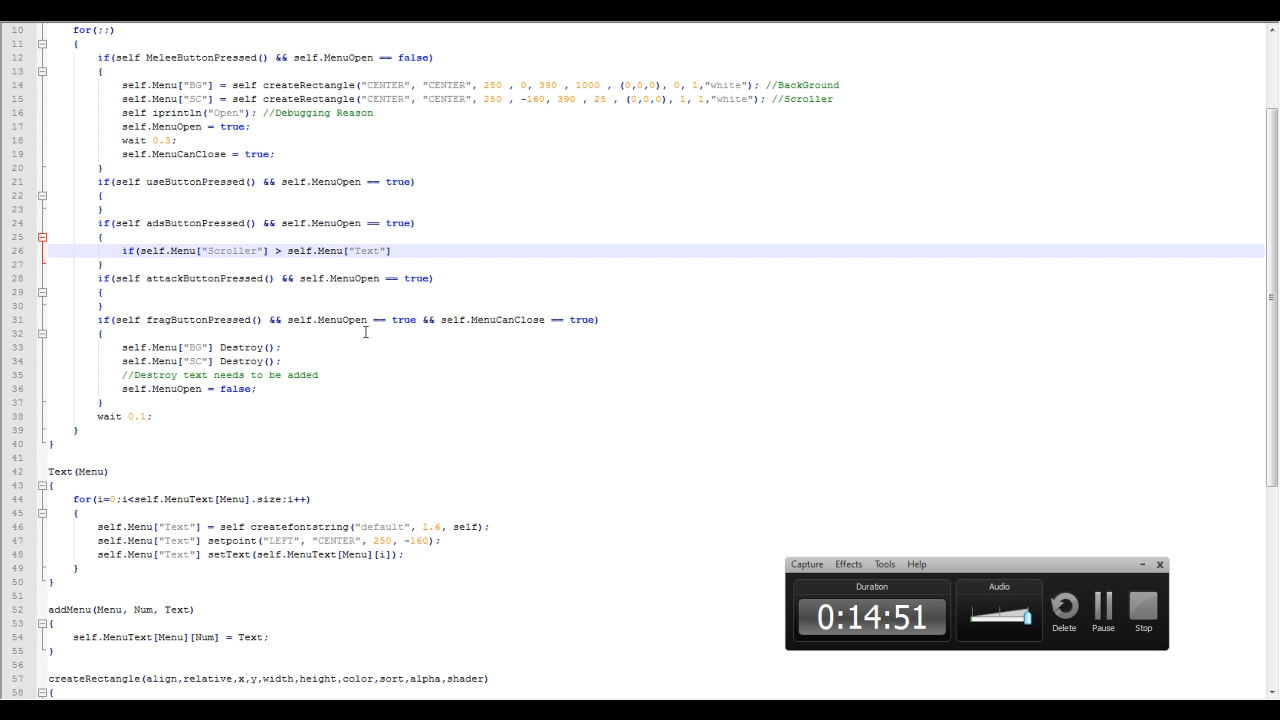 10 for(;;)
11 {
12 if(self MeleeButtonPressed() && self.MenuOpen == false)
13 {
14 self.Menu["BG"] = self createRectangle("CENTER", "CENTER", 250 , 0, 390 , 1000 , (0,0,0), 0, 1,"white"); //BackGround
15 self.Menu["SC"] = self createRectangle("CENTER", "CENTER", 250 , -160, 390 , 25 , (0,0,0), 1, 1,"white"); //Scroller
16 self iprintln("Open"); //Debugging Reason
17 self.MenuOpen = true;
18 wait 0.3;
19 self.MenuCanClose = true;
20 }
21 if(self useButtonPressed() && self.MenuOpen == true)
22 {
23 }
24 if(self adsButtonPressed() && self.MenuOpen == true)
25 {
26 if(self.Menu["Scroller"] > self.Menu["Text"]
27 }
28 if(self attackButtonPressed() && self.MenuOpen == true)
29 {
30 }
31 if(self fragButtonPressed() && self.MenuOpen == true && self.MenuCanClose == true)
32 {
33 self.Menu["BG"] Destroy();
34 self.Menu["SC"] Destroy();
35 //Destroy text needs to be added
36 self.MenuOpen = false;
37 }
38 wait 0.1;
39 }
40 }
41
42 Text(Menu)
43 {
44 for(i=0;i<self.MenuText[Menu].size;i++)
45 {
46 self.Menu["Text"] = self createfontstring("default", 1.6, self);
47 self.Menu["Text"] setpoint("LEFT", "CENTER", 250, -160);
48 self.Menu["Text"] setText(self.MenuText[Menu][i]);
49 }
50 }
51
52 addMenu(Menu, Num, Text)
53 {
54 self.MenuText[Menu][Num] = Text;
55 }
56
57 createRectangle(align,relative,x,y,width,height,color,sort,alpha,shader)
58 {
Capture Effects Tools Help
Duration Audio
0:14:51
Delete Pause Stop